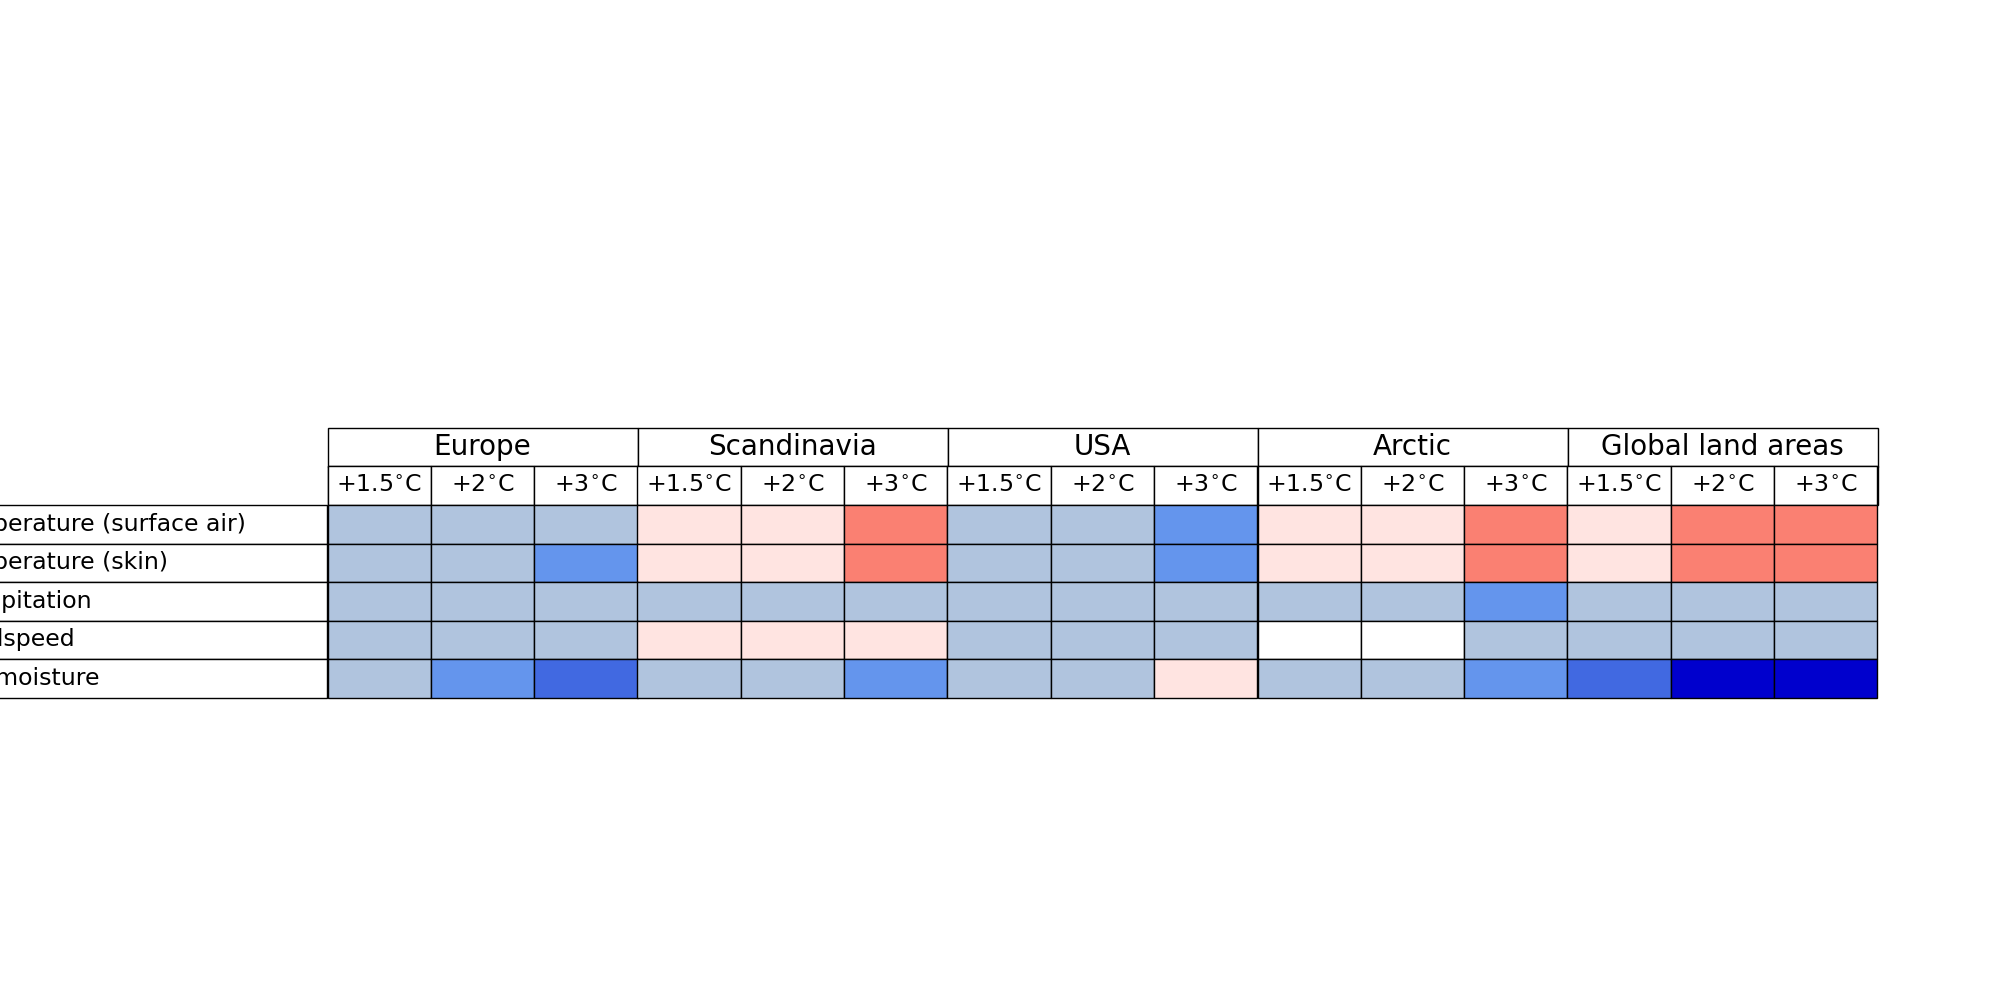 Europe Scandinavia USA Arctic Global land areas
+1.5°C +2°C +3°C +1.5°C +2°C +3°C +1.5°C +2°C +3°C +1.5°C +2°C +3°C +1.5°C +2°C +3°C
perature (surface air)
perature (skin)
pitation
lspeed
moisture